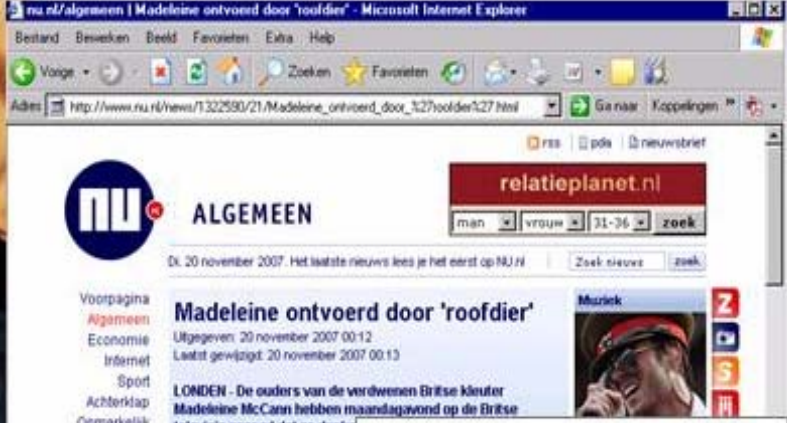 nu.nl/algemeen | Madeleine ontvoerd door 'roofdier' - Microsoft Internet Explorer
Bestand Bewerken Beeld Favorieten Extra Help
Vorige Zoeken Favorieten
Adres http://www.nu.nl/news/1322590/21/Madeleine_ontvoerd_door_%27roofdier%27.html Ga naar Koppelingen »
rss pda nieuwsbrief
relatieplanet.nl
nu ALGEMEEN
man vrouw 31-36 zoek
Di. 20 november 2007. Het laatste nieuws lees je het eerst op NU.nl Zoek nieuws zoek
Voorpagina
Algemeen
Economie
Internet
Sport
Achterklap
Opmerkelijk
Madeleine ontvoerd door 'roofdier'
Uitgegeven: 20 november 2007 00:12
Laatst gewijzigd: 20 november 2007 00:13
LONDEN - De ouders van de verdwenen Britse kleuter
Madeleine McCann hebben maandagavond op de Britse
Muziek
Z
S